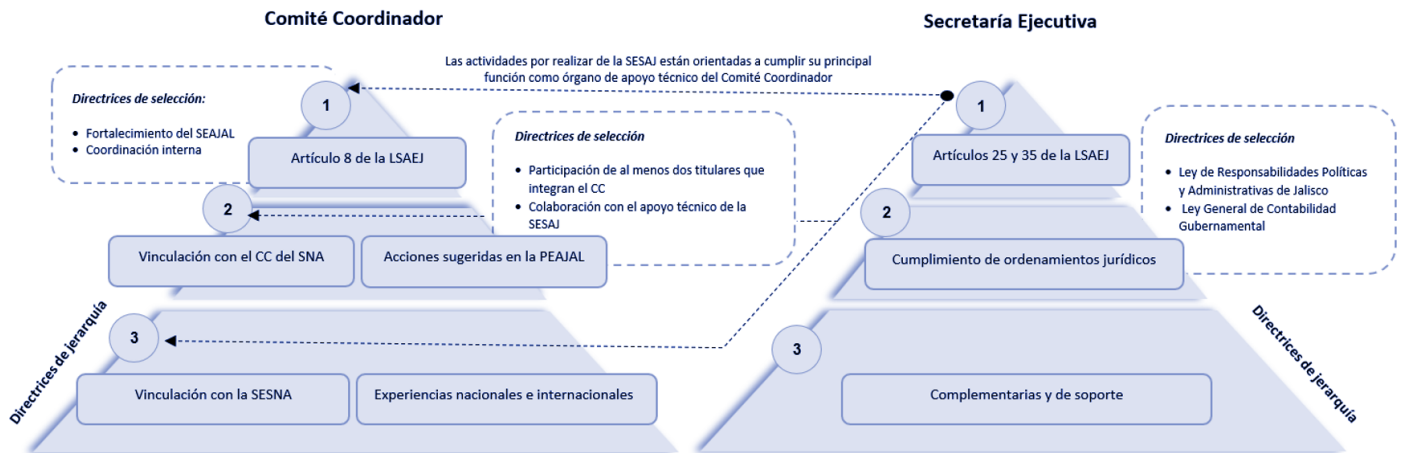 Comité Coordinador
Secretaría Ejecutiva
Las actividades por realizar de la SESAJ están orientadas a cumplir su principal
función como órgano de apoyo técnico del Comité Coordinador
Directrices de selección:
• Fortalecimiento del SEAJAL
• Coordinación interna
1
Artículo 8 de la LSAEJ
Directrices de selección
• Participación de al menos dos titulares que
integran el CC
• Colaboración con el apoyo técnico de la
SESAJ
2
Vinculación con el CC del SNA
Acciones sugeridas en la PEAJAL
3
Vinculación con la SESNA
Experiencias nacionales e internacionales
Directrices de jerarquía
1
Artículos 25 y 35 de la LSAEJ
Directrices de selección
• Ley de Responsabilidades Políticas
y Administrativas de Jalisco
• Ley General de Contabilidad
Gubernamental
2
Cumplimiento de ordenamientos jurídicos
3
Complementarias y de soporte
Directrices de jerarquía